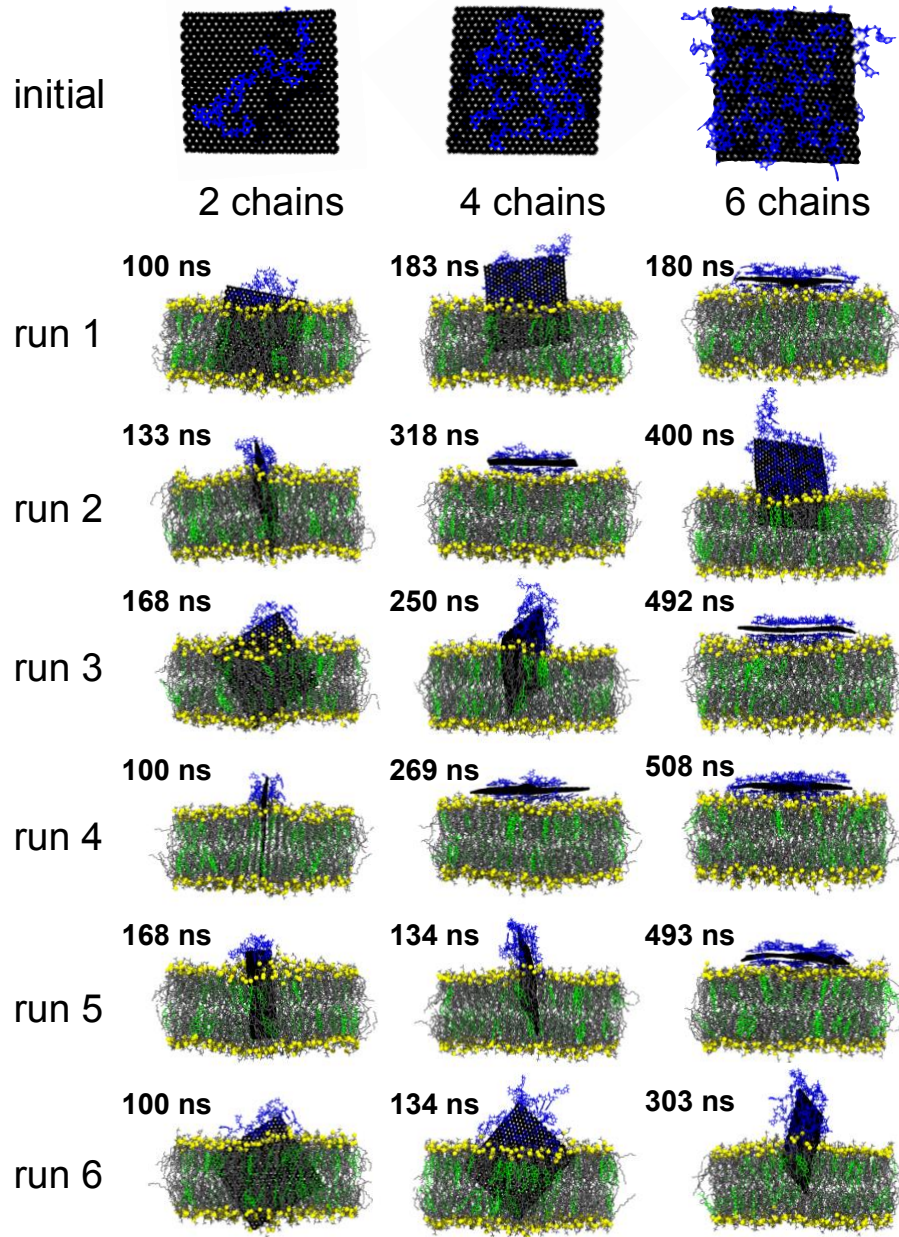 initial
2 chains 4 chains 6 chains
100 ns 183 ns 180 ns
run 1
133 ns 318 ns 400 ns
run 2
168 ns 250 ns 492 ns
run 3
100 ns 269 ns 508 ns
run 4
168 ns 134 ns 493 ns
run 5
100 ns 134 ns 303 ns
run 6